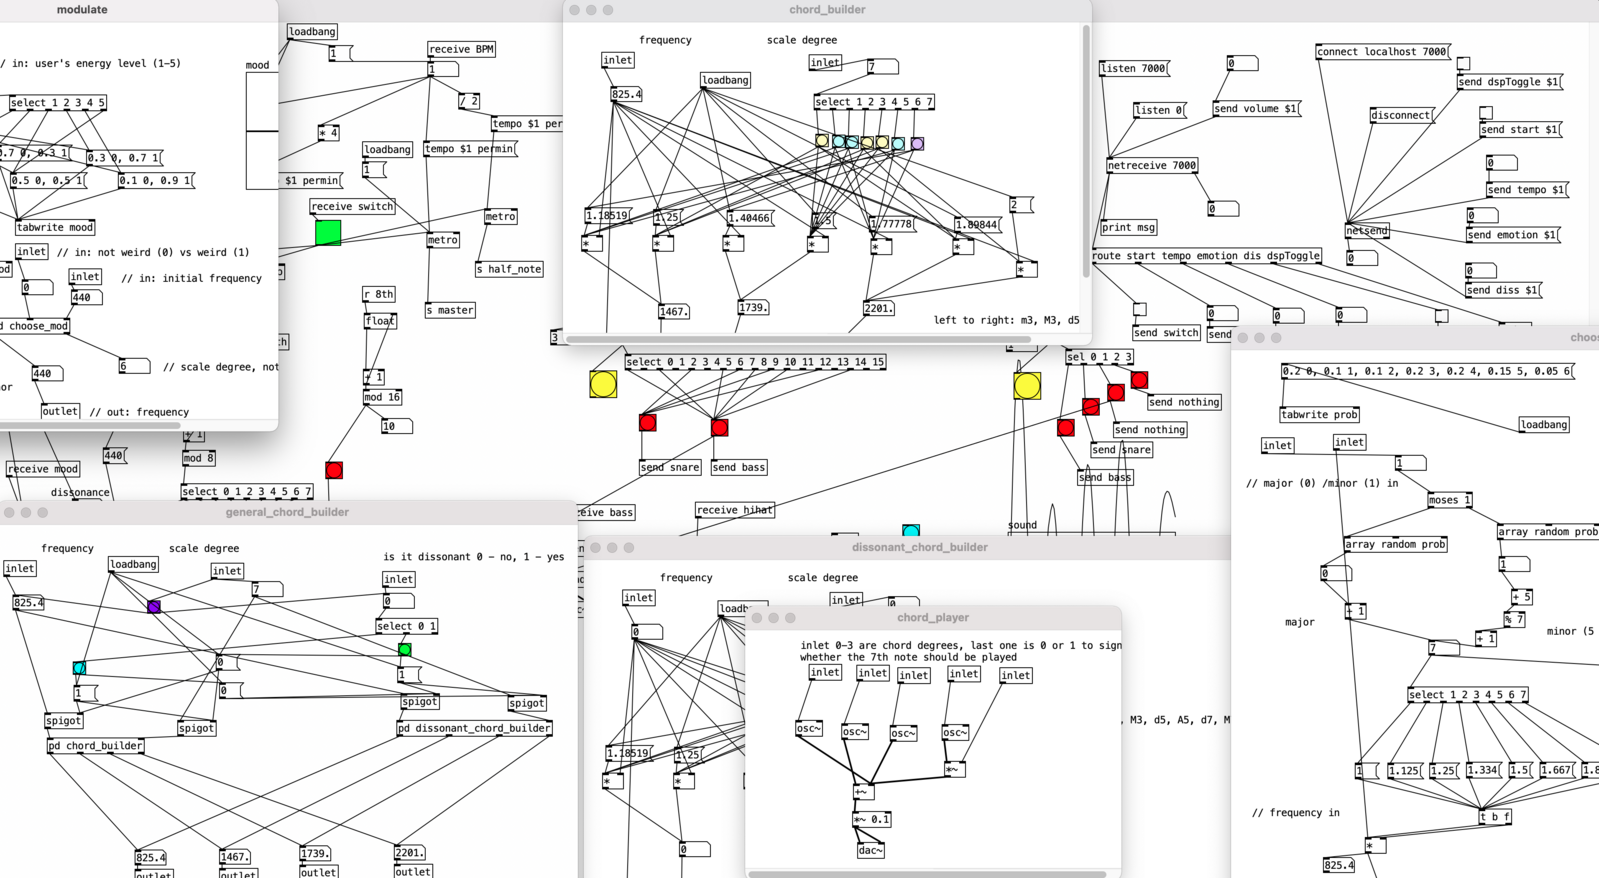 modulate
/ in: user's energy level (1-5)
mood
select 1 2 3 4 5
0.7 0, 0.3 1
0.3 0, 0.7 1
0.5 0, 0.5 1
0.1 0, 0.9 1
tabwrite mood
inlet // in: not weird (0) vs weird (1)
inlet // in: initial frequency
0
440
d choose_mod
6 // scale degree, not
440
outlet // out: frequency
loadbang
1
receive BPM
1
/ 2
* 4
tempo $1 per
loadbang
tempo $1 permin
1
$1 permin
receive switch
metro
metro
s half_note
r 8th
s master
float
+ 1
mod 16
10
440
mod 8
receive mood
dissonance
select 0 1 2 3 4 5 6 7
chord_builder
frequency scale degree
inlet
inlet 7
loadbang
825.4
select 1 2 3 4 5 6 7
2
1.18519
1.25
1.40466
1.5
1.77778
1.89844
* * * * * * *
1467.
1739.
2201.
left to right: m3, M3, d5
3
select 0 1 2 3 4 5 6 7 8 9 10 11 12 13 14 15
send snare
send bass
receive hihat
eive bass
sel 0 1 2 3
send nothing
send nothing
send snare
send bass
sound
listen 7000
0
listen 0
send volume $1
netreceive 7000
0
print msg
route start tempo emotion dis dspToggle
send switch
0
0
0
send
connect localhost 7000
send dspToggle $1
disconnect
send start $1
0
send tempo $1
0
netsend
send emotion $1
0
0
send diss $1
general_chord_builder
frequency scale degree
is it dissonant 0 - no, 1 - yes
inlet
loadbang
inlet
7
inlet
825.4
0
select 0 1
0
1
0
1
spigot
spigot
spigot
spigot
pd chord_builder
pd dissonant_chord_builder
825.4
1467.
1739.
2201.
outlet
outlet
outlet
outlet
dissonant_chord_builder
frequency scale degree
inlet
inlet
0
loadb
0
1.18519
1.25
* *
0
, M3, d5, A5, d7, M
chord_player
inlet 0-3 are chord degrees, last one is 0 or 1 to sign
whether the 7th note should be played
inlet inlet inlet inlet inlet
osc~ osc~ osc~ osc~
*~
+~
*~ 0.1
dac~
choos
0.2 0, 0.1 1, 0.1 2, 0.2 3, 0.2 4, 0.15 5, 0.05 6
tabwrite prob
loadbang
inlet
inlet
1
// major (0) /minor (1) in
moses 1
array random prob
array random prob
0
1
+ 1
+ 5
% 7
major
+ 1
minor (5
7
select 1 2 3 4 5 6 7
1 1.125 1.25 1.334 1.5 1.667 1.8
// frequency in
t b f
*
825.4